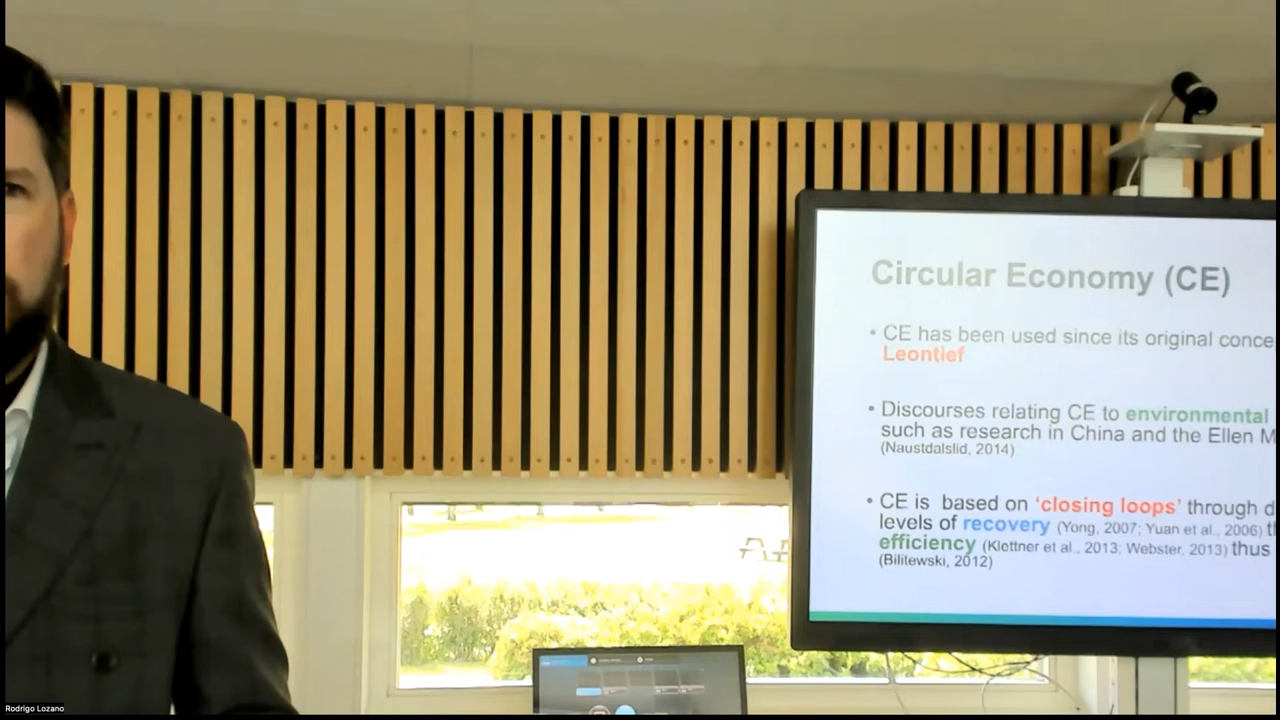 Circular Economy (CE)
• CE has been used since its original conce
Leontief
• Discourses relating CE to environmental
such as research in China and the Ellen M
(Naustdalslid, 2014)
• CE is based on ‘closing loops’ through d
levels of recovery (Yong, 2007; Yuan et al., 2006) t
efficiency (Klettner et al., 2013; Webster, 2013) thus
(Bilitewski, 2012)
Rodrigo Lozano